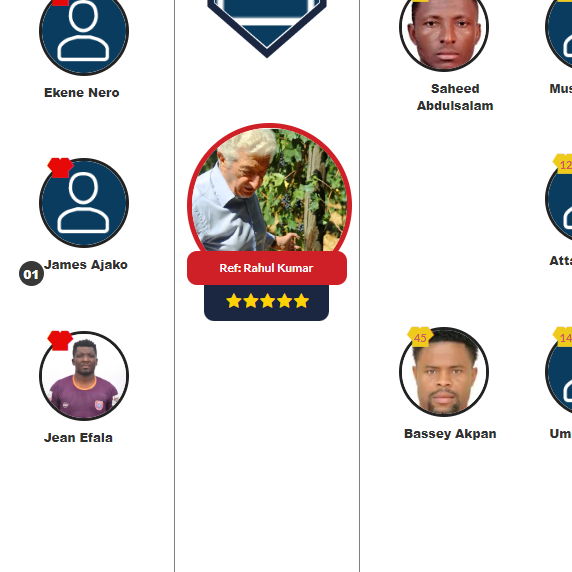 Ekene Nero
Saheed
Abdulsalam
Mus
12
01
James Ajako
Ref: Rahul Kumar
Atta
45
14
Jean Efala
Bassey Akpan
Um